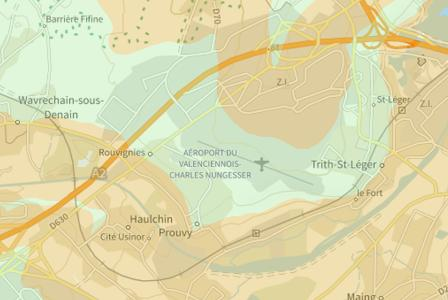 Barrière Fifine
D70
A2
Z.I.
St-Léger
Z.I.
Wavrechain-sous-
Denain
Rouvignies
AÉROPORT DU
VALENCIENNOIS-
CHARLES NUNGESSER
Trith-St-Léger
A2
le Fort
D630
Haulchin
Cité Usinor
Prouvy
Maing